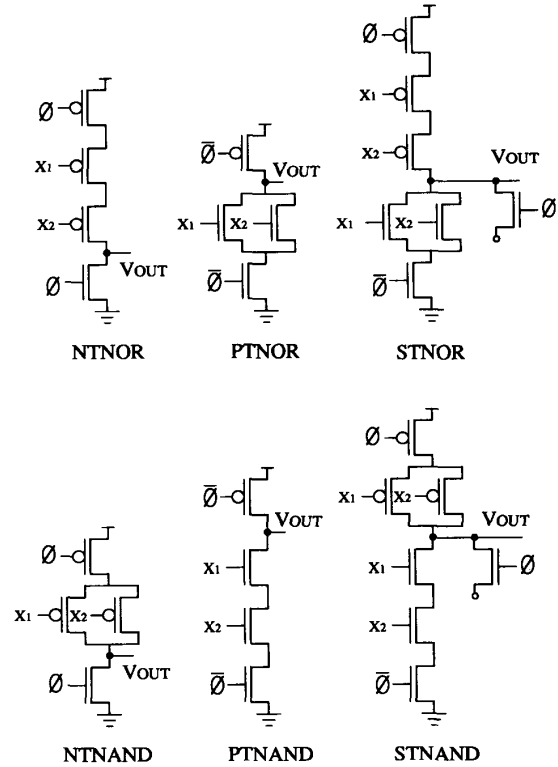 Ø
X1
X2
Ø
VOUT
NTNOR
Ø̅
VOUT
X1
X2
Ø̅
PTNOR
Ø
X1
X2
VOUT
X1
X2
Ø
Ø̅
STNOR
Ø
X1
X2
VOUT
Ø
NTNAND
Ø̅
VOUT
X1
X2
Ø̅
PTNAND
Ø
X1
X2
VOUT
X1
Ø
X2
Ø̅
STNAND